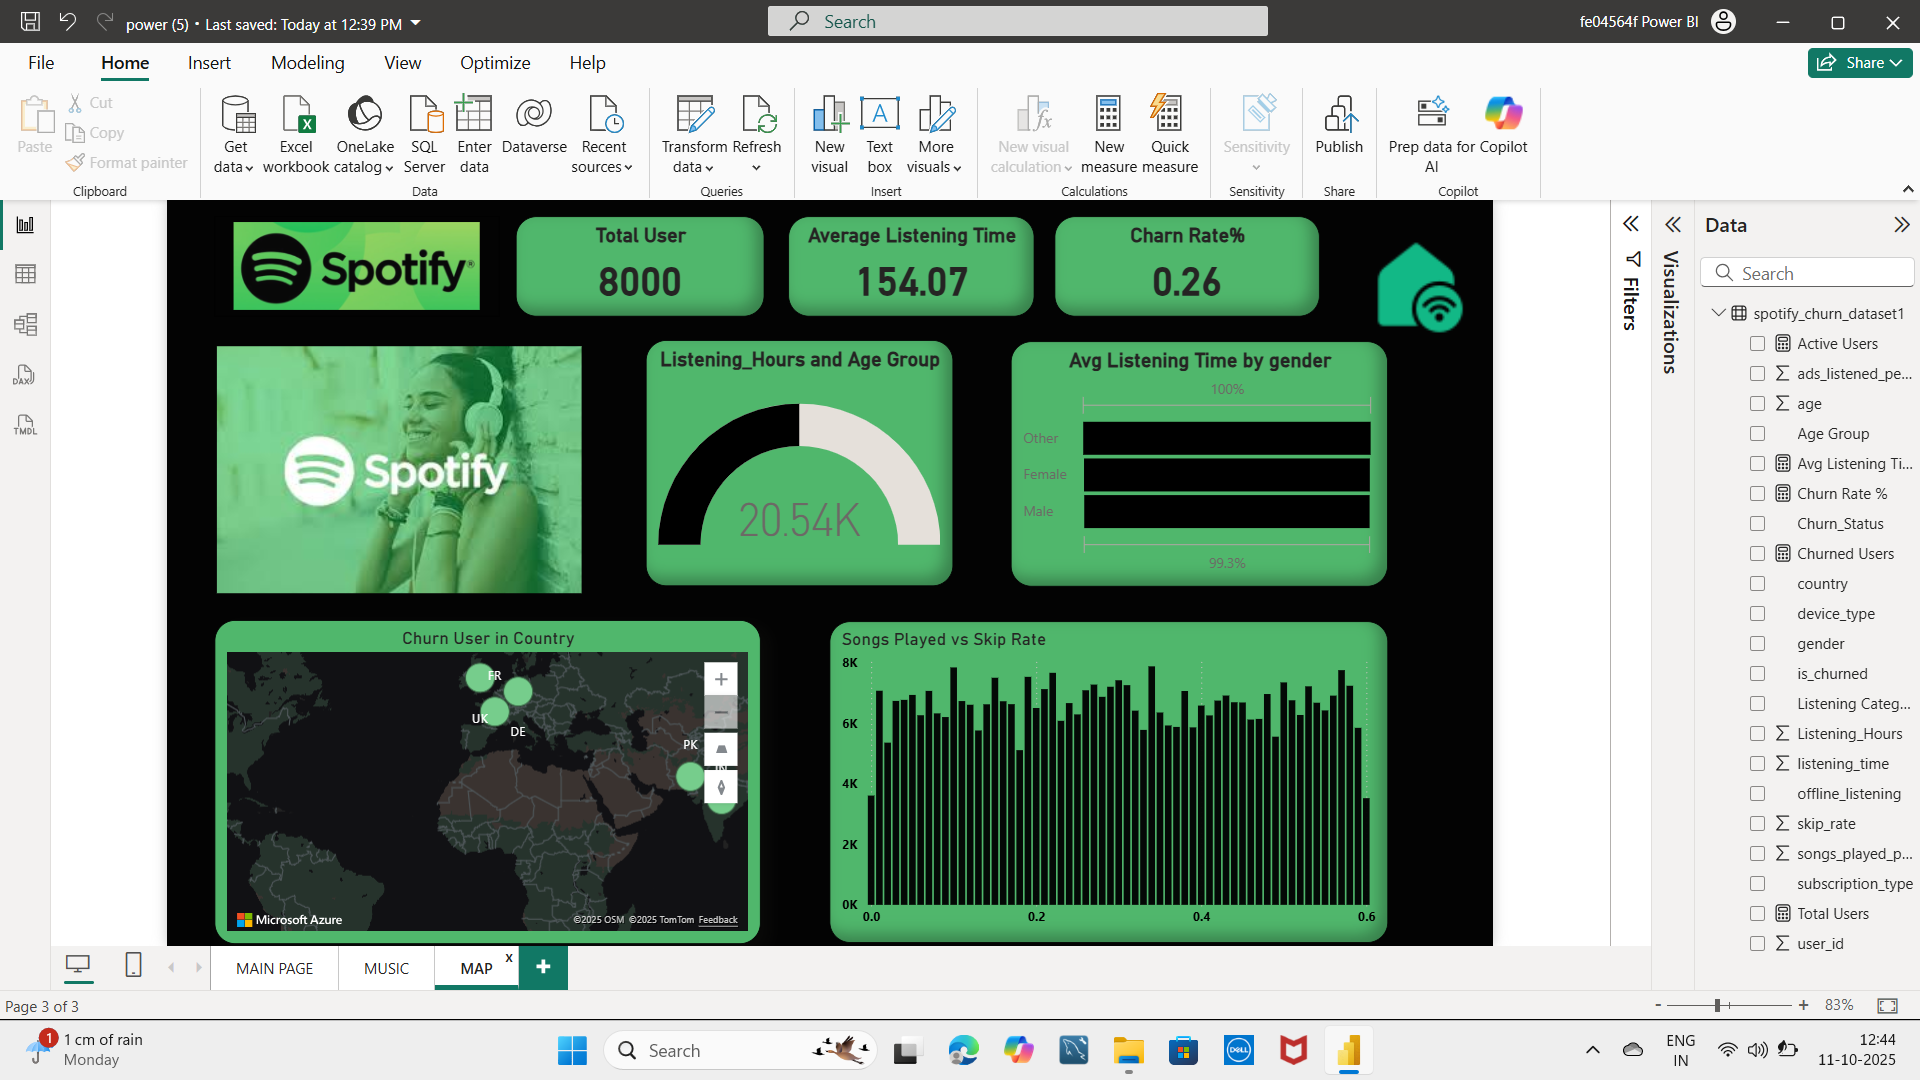 power (5) • Last saved: Today at 12:39 PM
Search
fe04564f Power BI
File
Home
Insert
Modeling
View
Optimize
Help
Share
Paste
Cut
Copy
Format painter
Clipboard
Get data
Excel workbook
OneLake catalog
SQL Server
Enter data
Dataverse
Recent sources
Data
Transform data
Refresh
Queries
New visual
Text box
More visuals
Insert
New visual calculation
New measure
Quick measure
Calculations
Sensitivity
Sensitivity
Publish
Share
Prep data for AI
Copilot
Copilot
DAX
TMDL
Spotify®
Total User
8000
Average Listening Time
154.07
Charn Rate%
0.26
Spotify
Listening_Hours and Age Group
20.54K
Avg Listening Time by gender
100%
Other
Female
Male
99.3%
Churn User in Country
FR
UK
DE
PK
Microsoft Azure
©2025 OSM ©2025 TomTom Feedback
Songs Played vs Skip Rate
8K
6K
4K
2K
0K
0.0
0.2
0.4
0.6
Filters
Visualizations
Data
Search
spotify_churn_dataset1
Active Users
ads_listened_pe...
age
Age Group
Avg Listening Ti...
Churn Rate %
Churn_Status
Churned Users
country
device_type
gender
is_churned
Listening Categ...
Listening_Hours
listening_time
offline_listening
skip_rate
songs_played_p...
subscription_type
Total Users
user_id
MAIN PAGE
MUSIC
MAP
x
Page 3 of 3
- + 83%
1
1 cm of rain
Monday
Search
DELL
ENG
IN
12:44
11-10-2025